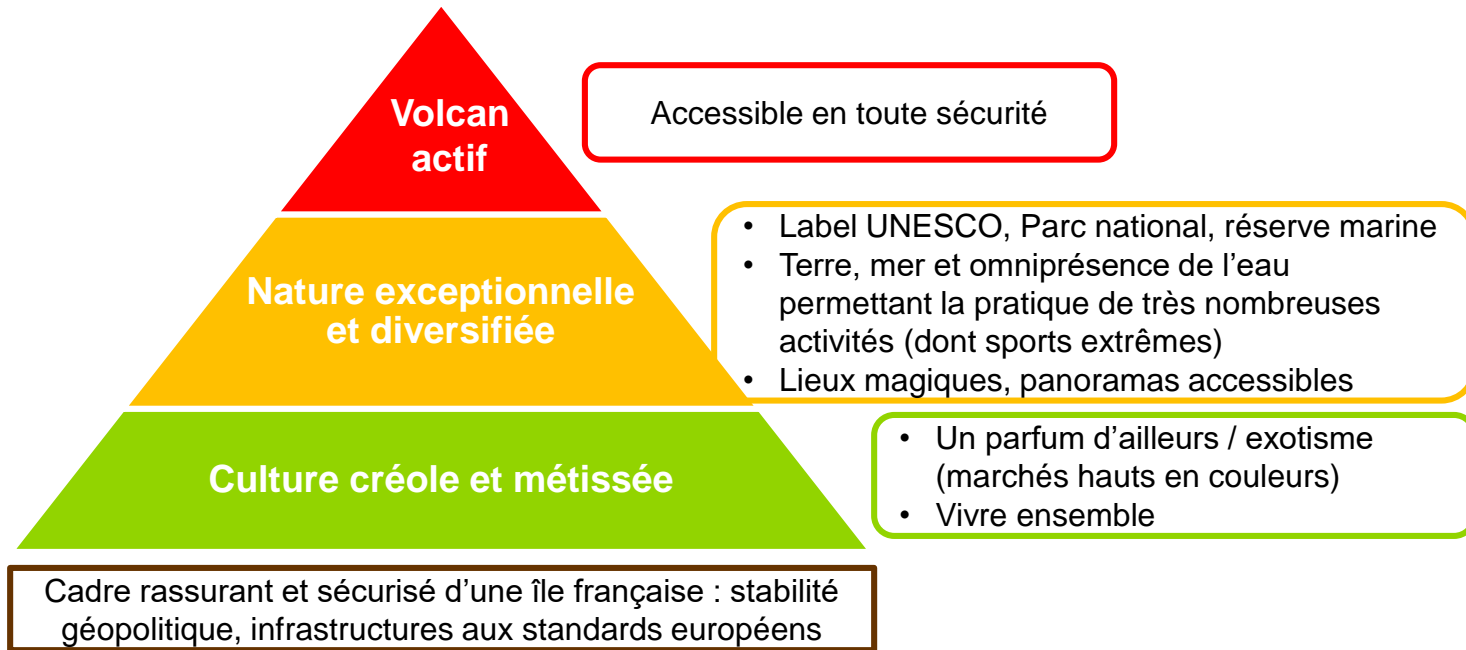 Volcan
actif
Accessible en toute sécurité
Nature exceptionnelle
et diversifiée
• Label UNESCO, Parc national, réserve marine
• Terre, mer et omniprésence de l’eau
permettant la pratique de très nombreuses
activités (dont sports extrêmes)
• Lieux magiques, panoramas accessibles
Culture créole et métissée
• Un parfum d’ailleurs / exotisme
(marchés hauts en couleurs)
• Vivre ensemble
Cadre rassurant et sécurisé d’une île française : stabilité
géopolitique, infrastructures aux standards européens